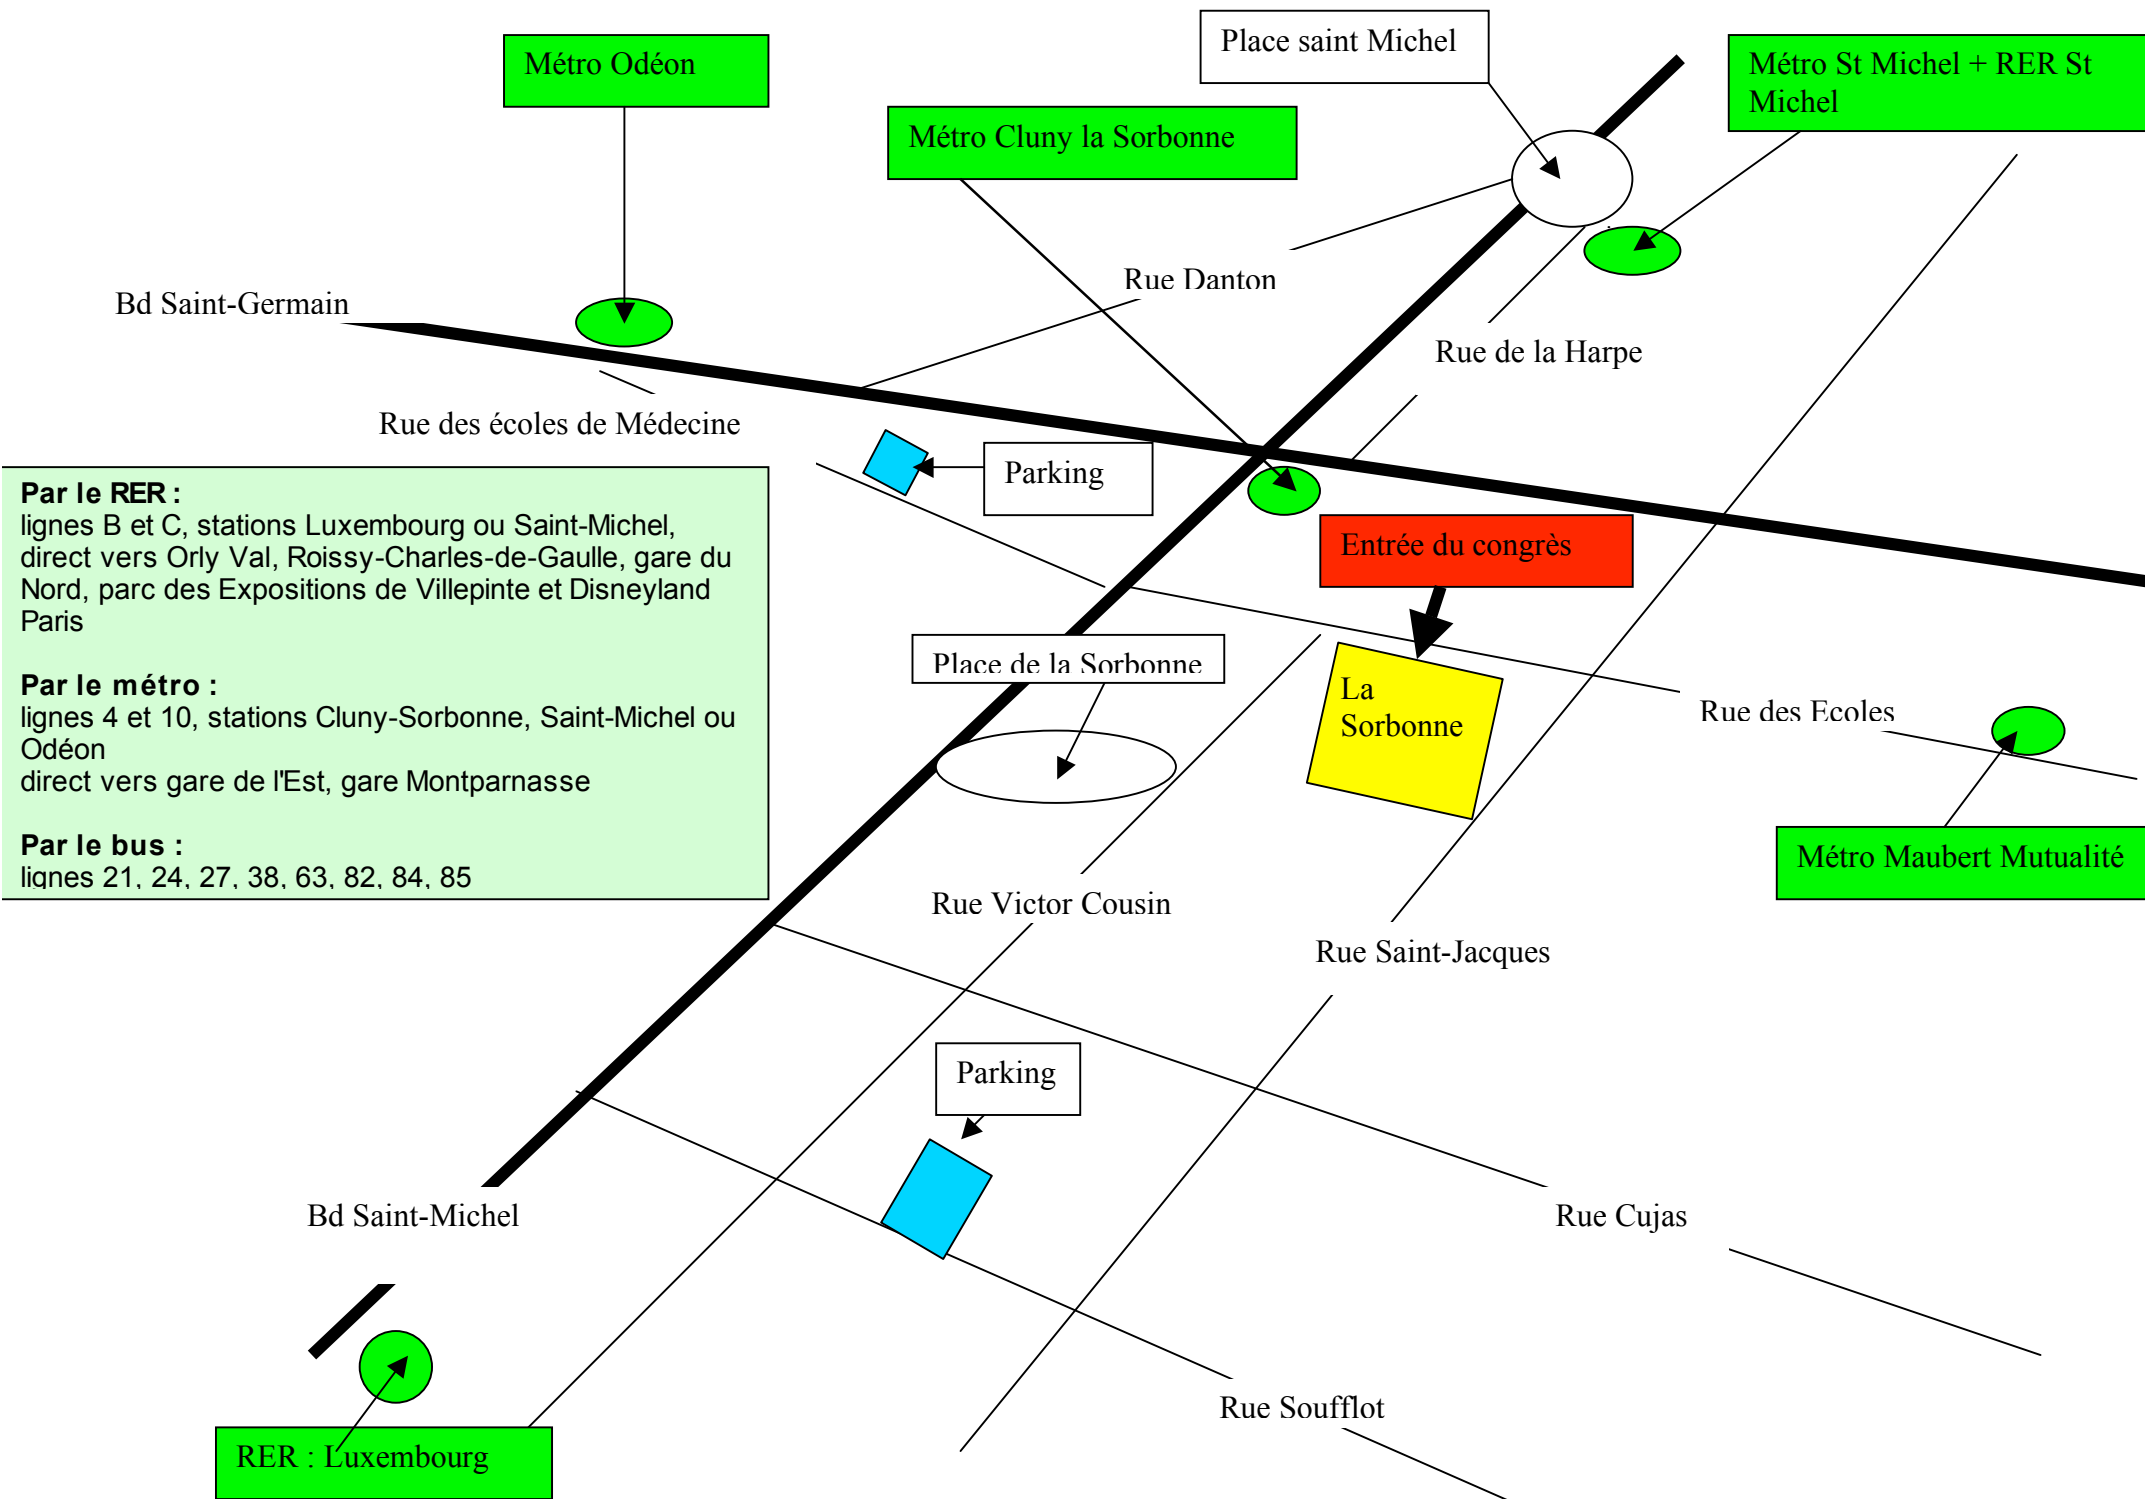 Place saint Michel
Métro Odéon
Métro St Michel + RER St
Michel
Métro Cluny la Sorbonne
Rue Danton
Bd Saint-Germain
Rue de la Harpe
Rue des écoles de Médecine
Parking
Par le RER :
lignes B et C, stations Luxembourg ou Saint-Michel,
direct vers Orly Val, Roissy-Charles-de-Gaulle, gare du
Nord, parc des Expositions de Villepinte et Disneyland
Paris
Par le métro :
lignes 4 et 10, stations Cluny-Sorbonne, Saint-Michel ou
Odéon
direct vers gare de l'Est, gare Montparnasse
Par le bus :
lignes 21, 24, 27, 38, 63, 82, 84, 85
Entrée du congrès
Place de la Sorbonne
La
Sorbonne
Rue des Ecoles
Métro Maubert Mutualité
Rue Victor Cousin
Rue Saint-Jacques
Parking
Bd Saint-Michel
Rue Cujas
Rue Soufflot
RER : Luxembourg